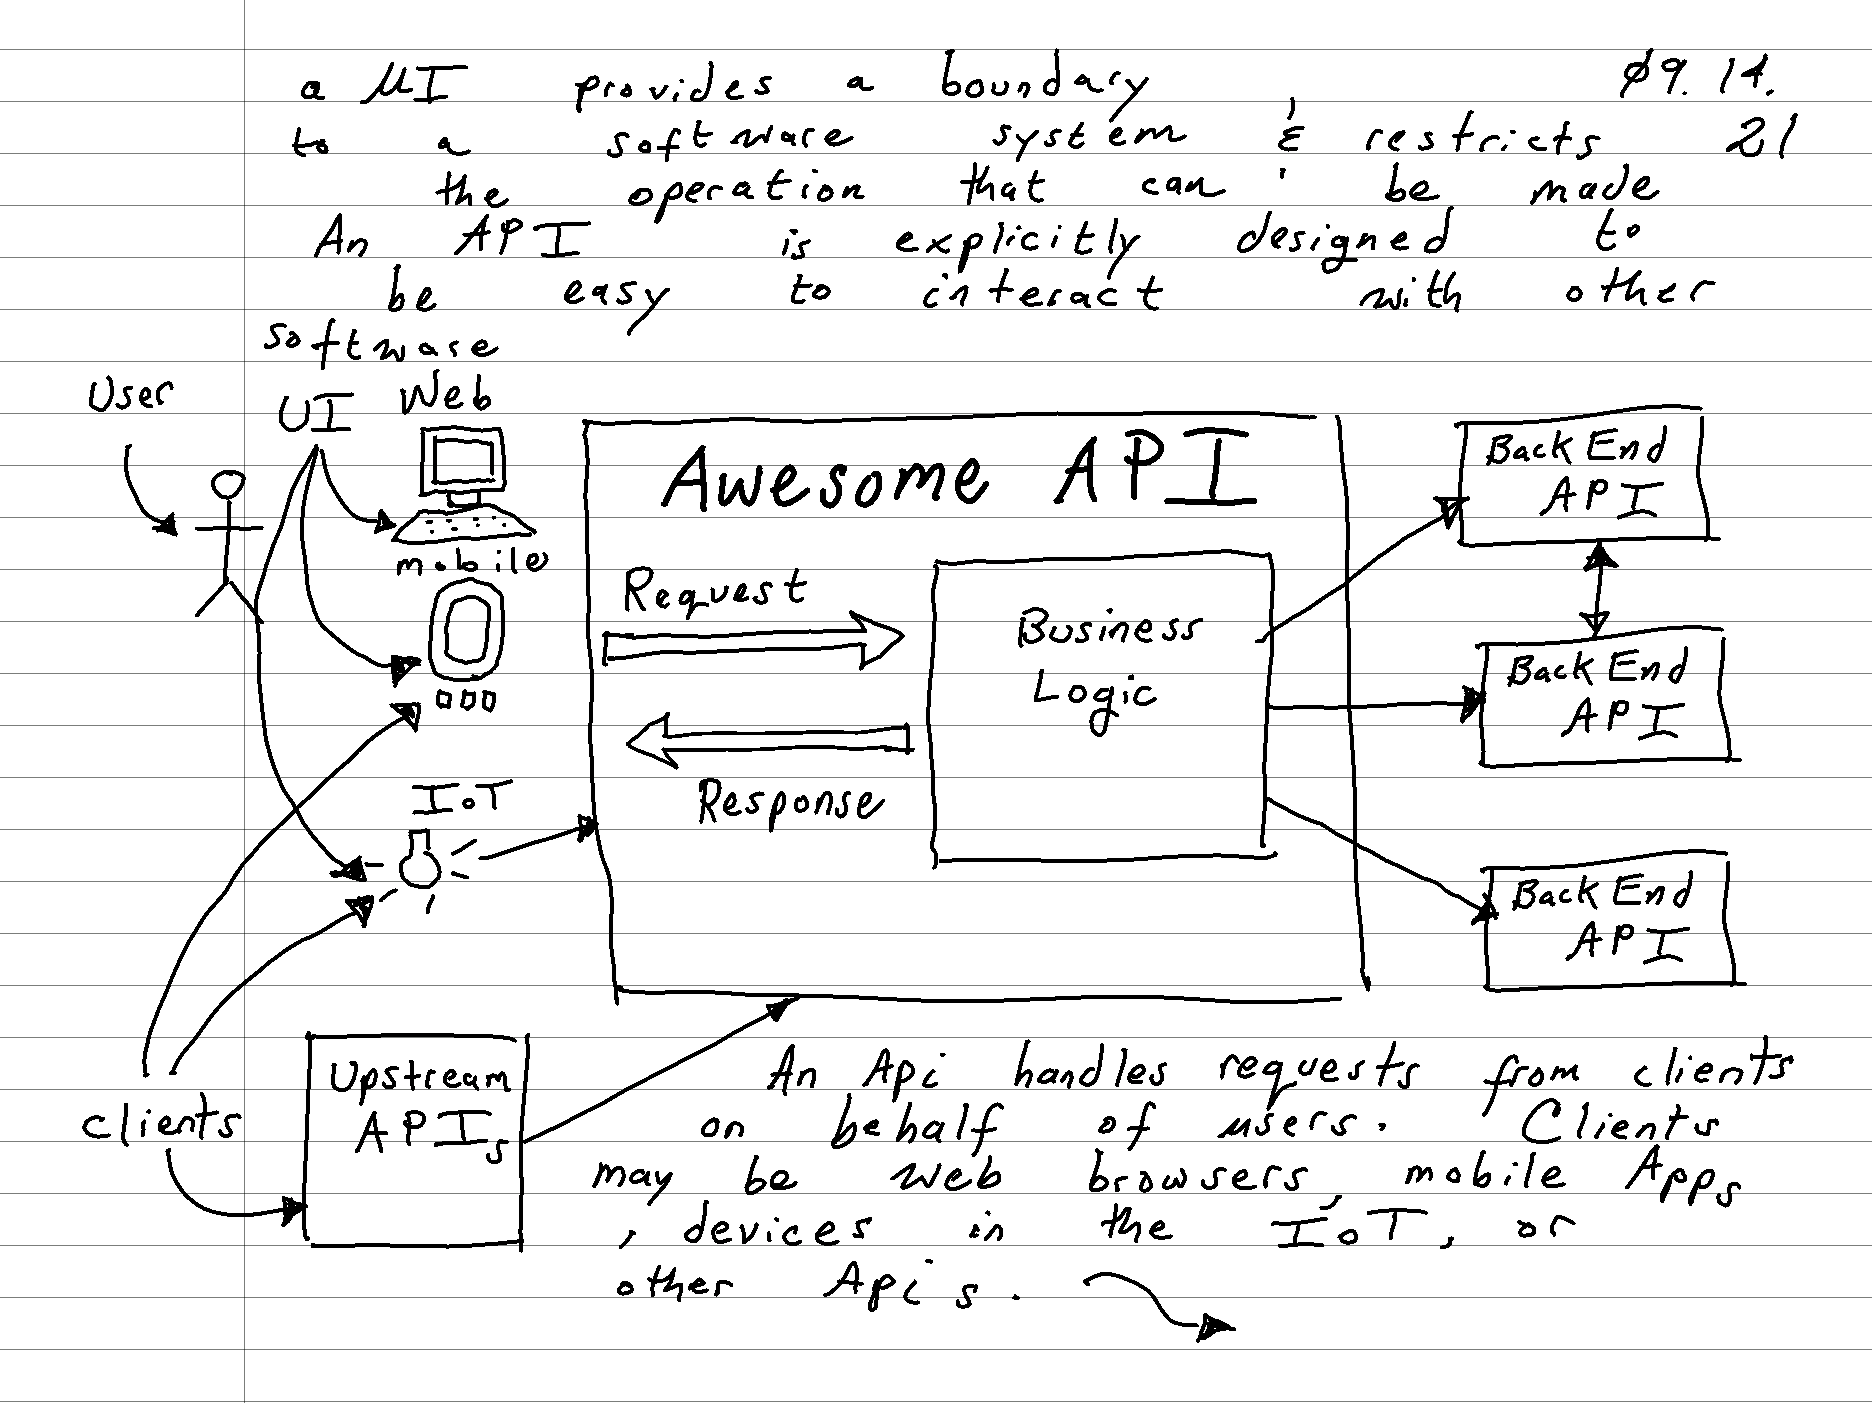 a UI provides a boundary
Ø9. 14.
to a software system & restricts
21
the operation that can be made
An API is explicitly designed to
be easy to interact with other
software
User
UI
Web
mobile
IoT
Awesome API
Request
Response
Business
Logic
Back End
API
Back End
API
Back End
API
clients
Upstream
APIs
An Api handles requests from clients
on behalf of users. Clients
may be web browsers, mobile Apps
, devices in the IoT, or
other Api s.